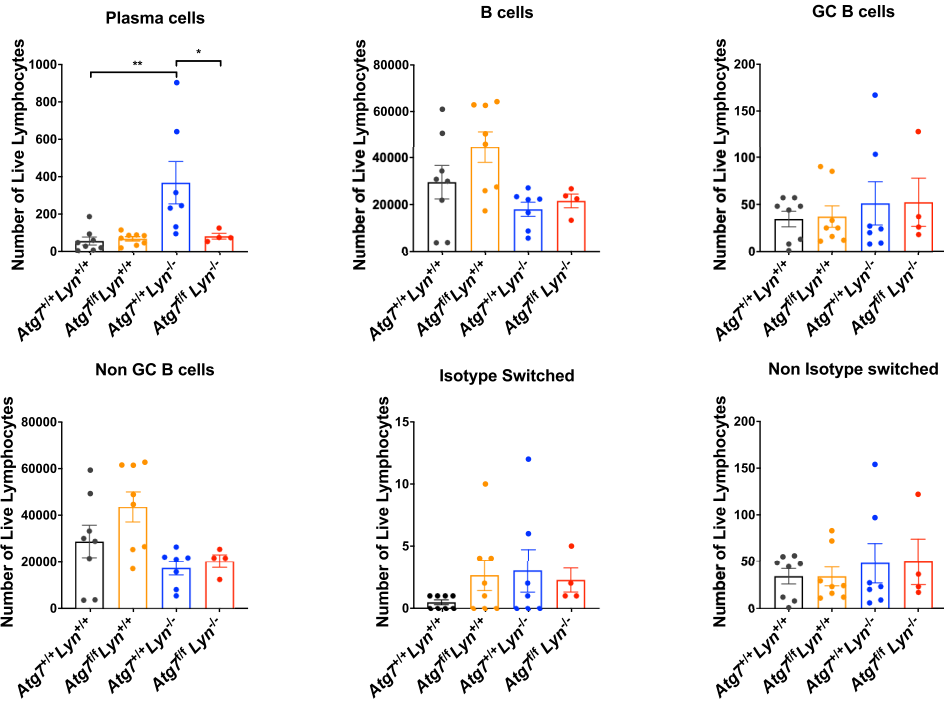 Plasma cells
Number of Live Lymphocytes
1000
800
600
400
200
0
**
*
Atg7+/+ Lyn+/+
Atg7f/f Lyn+/+
Atg7+/+ Lyn-/-
Atg7f/f Lyn-/-
B cells
Number of Live Lymphocytes
80000
60000
40000
20000
0
Atg7+/+ Lyn+/+
Atg7f/f Lyn+/+
Atg7+/+ Lyn-/-
Atg7f/f Lyn-/-
GC B cells
Number of Live Lymphocytes
200
150
100
50
0
Atg7+/+ Lyn+/+
Atg7f/f Lyn+/+
Atg7+/+ Lyn-/-
Atg7f/f Lyn-/-
Non GC B cells
Number of Live Lymphocytes
80000
60000
40000
20000
0
Atg7+/+ Lyn+/+
Atg7f/f Lyn+/+
Atg7+/+ Lyn-/-
Atg7f/f Lyn-/-
Isotype Switched
Number of Live Lymphocytes
15
10
5
0
Atg7+/+ Lyn+/+
Atg7f/f Lyn+/+
Atg7+/+ Lyn-/-
Atg7f/f Lyn-/-
Non Isotype switched
Number of Live Lymphocytes
200
150
100
50
0
Atg7+/+ Lyn+/+
Atg7f/f Lyn+/+
Atg7+/+ Lyn-/-
Atg7f/f Lyn-/-